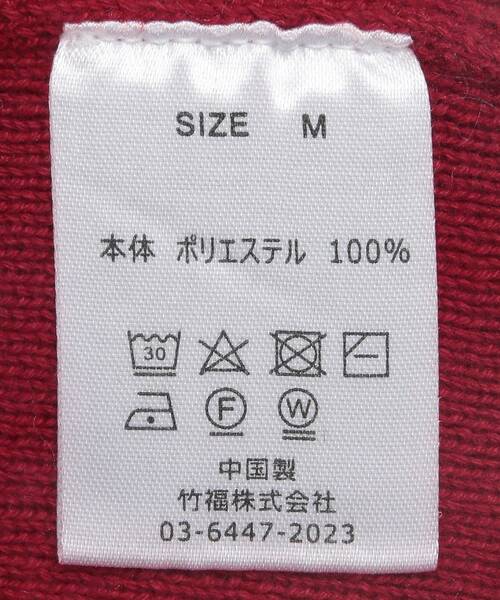 SIZE M
本体 ポリエステル 100%
30
F W
中国製
竹福株式会社
03-6447-2023